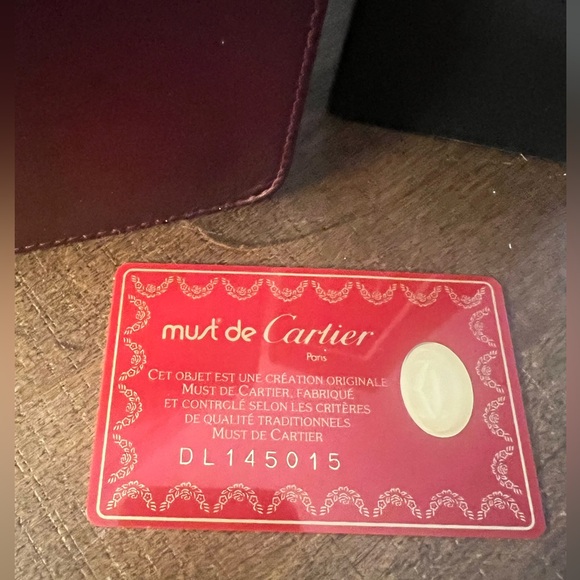 must de Cartier
Paris
CET OBJET EST UNE CRÉATION ORIGINALE
MUST DE CARTIER, FABRIQUÉ
ET CONTRGLÉ SELON LES CRITÈRES
DE QUALITÉ TRADITIONNELS
MUST DE CARTIER
DL145015